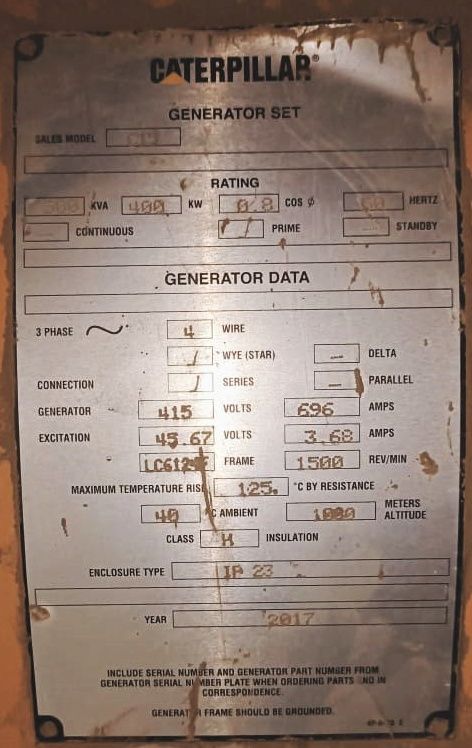 CATERPILLAR®
GENERATOR SET
SALES MODEL
RATING
500 KVA 400 KW 0.8 COS ø HERTZ
CONTINUOUS / PRIME — STANDBY
GENERATOR DATA
3 PHASE 4 WIRE
/ WYE (STAR) — DELTA
CONNECTION / SERIES — PARALLEL
GENERATOR 415 VOLTS 696 AMPS
EXCITATION 45.67 VOLTS 3.68 AMPS
FRAME 1500 REV/MIN
MAXIMUM TEMPERATURE RISE 125. °C BY RESISTANCE
40 °C AMBIENT 1000 METERS ALTITUDE
CLASS H INSULATION
ENCLOSURE TYPE IP 23
YEAR 2017
INCLUDE SERIAL NUMBER AND GENERATOR PART NUMBER FROM
GENERATOR SERIAL NUMBER PLATE WHEN ORDERING PARTS AND IN
CORRESPONDENCE.
GENERATOR FRAME SHOULD BE GROUNDED.